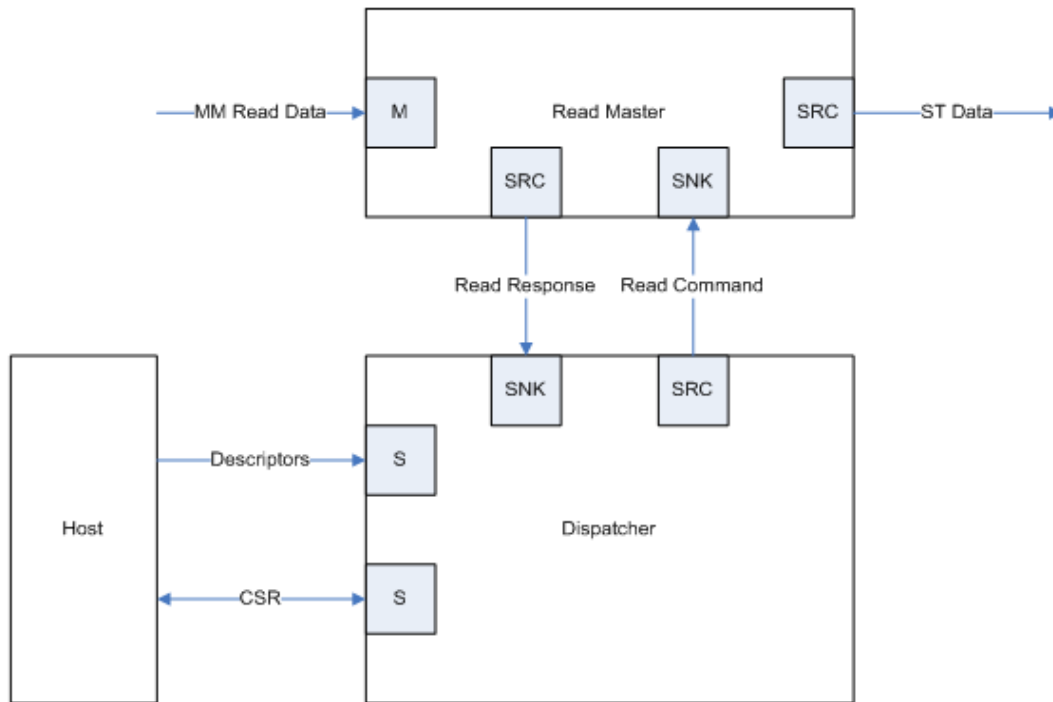 MM Read Data
M
Read Master
SRC
ST Data
SRC
SNK
Read Response
Read Command
SNK
SRC
Descriptors
S
Host
Dispatcher
CSR
S